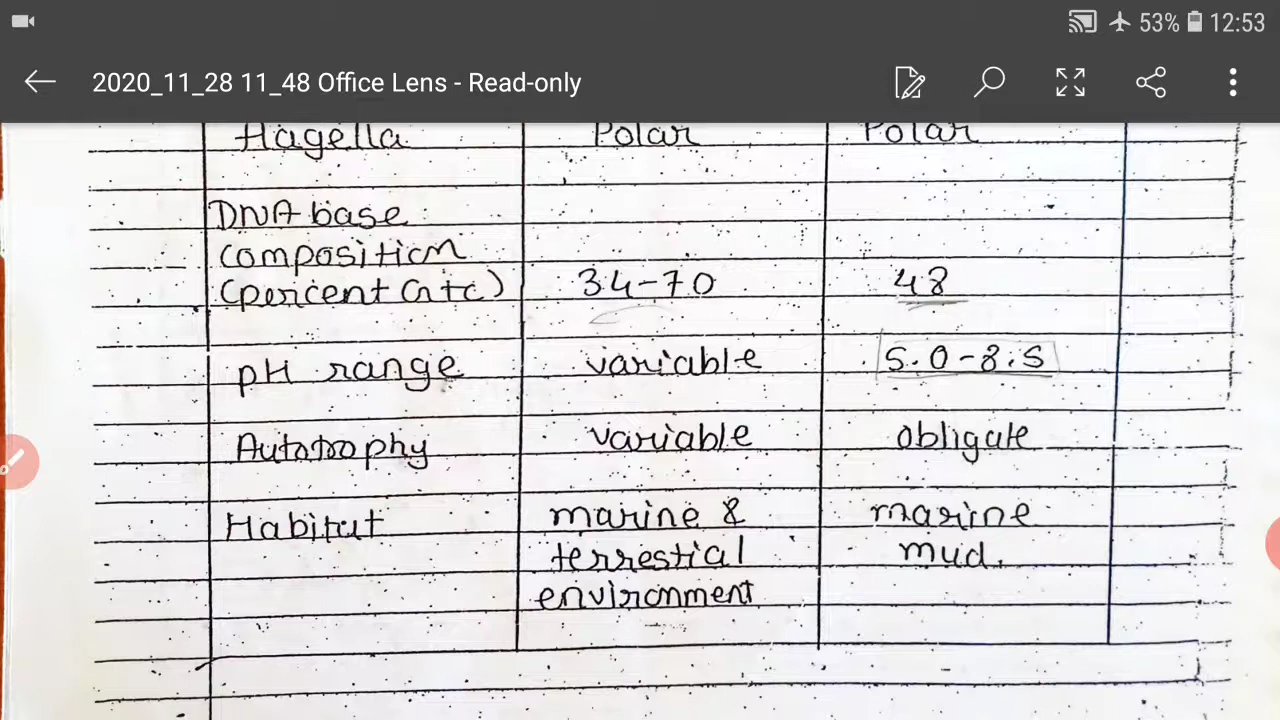 53% 12:53
2020_11_28 11_48 Office Lens - Read-only
Flagella Polar Polar
DNA base
composition
(percent G+C) 34-70 48
pH range variable 5.0-8.5
Autotrophy variable obligate
Habitut marine & marine
terrestial mud.
environment